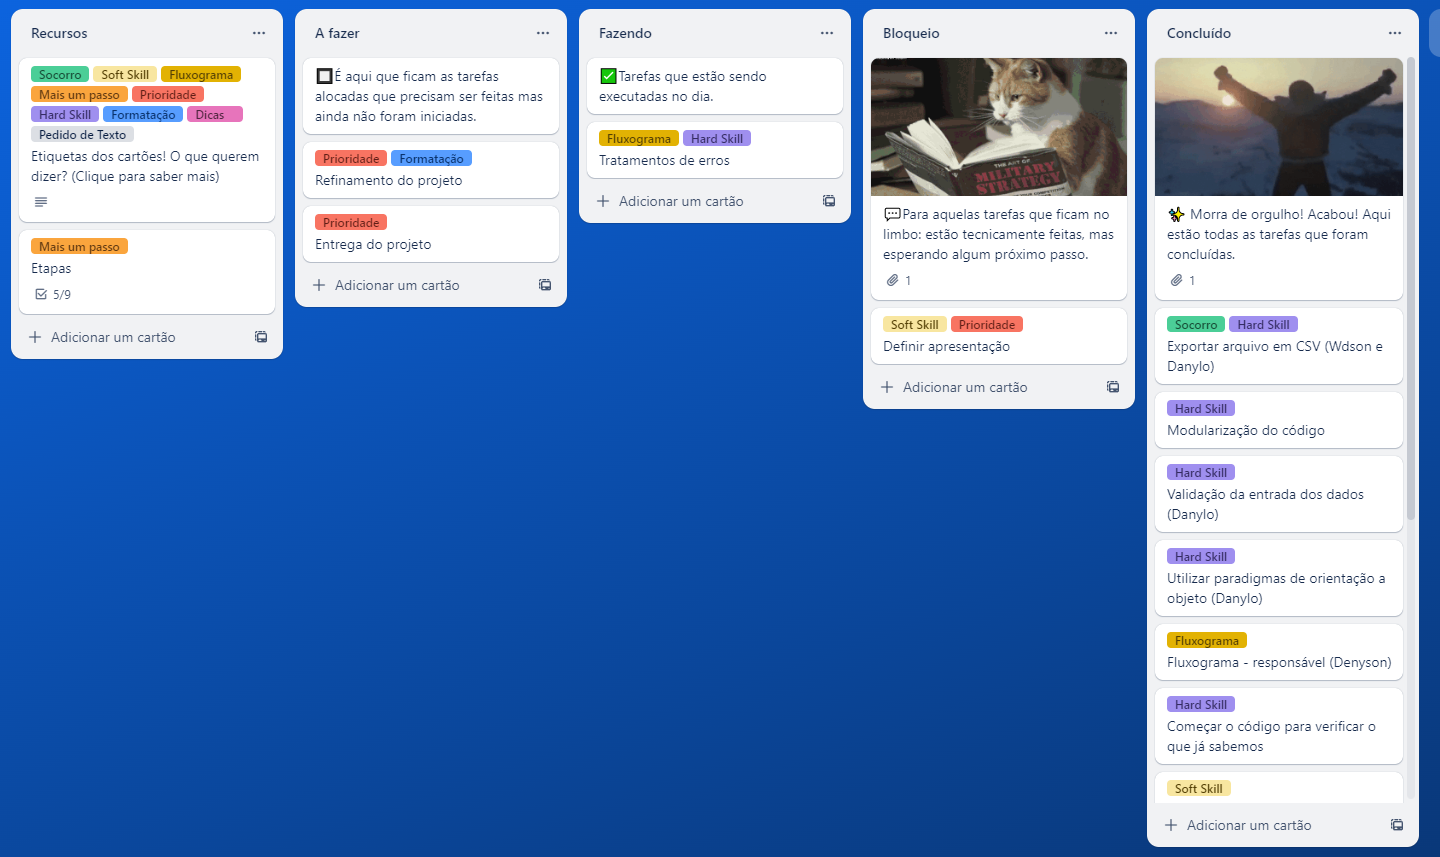 Recursos
Socorro Soft Skill Fluxograma
Mais um passo Prioridade
Hard Skill Formatação Dicas
Pedido de Texto
Etiquetas dos cartões! O que querem
dizer? (Clique para saber mais)
Mais um passo
Etapas
5/9
Adicionar um cartão
A fazer
É aqui que ficam as tarefas
alocadas que precisam ser feitas mas
ainda não foram iniciadas.
Prioridade Formatação
Refinamento do projeto
Prioridade
Entrega do projeto
Adicionar um cartão
Fazendo
Tarefas que estão sendo
executadas no dia.
Fluxograma Hard Skill
Tratamentos de erros
Adicionar um cartão
Bloqueio
THE ART OF
MILITARY
STRATEGY
Para aquelas tarefas que ficam no
limbo: estão tecnicamente feitas, mas
esperando algum próximo passo.
1
Soft Skill Prioridade
Definir apresentação
Adicionar um cartão
Concluído
Morra de orgulho! Acabou! Aqui
estão todas as tarefas que foram
concluídas.
1
Socorro Hard Skill
Exportar arquivo em CSV (Wdson e
Danylo)
Hard Skill
Modularização do código
Hard Skill
Validação da entrada dos dados
(Danylo)
Hard Skill
Utilizar paradigmas de orientação a
objeto (Danylo)
Fluxograma
Fluxograma - responsável (Denyson)
Hard Skill
Começar o código para verificar o
que já sabemos
Soft Skill
Adicionar um cartão